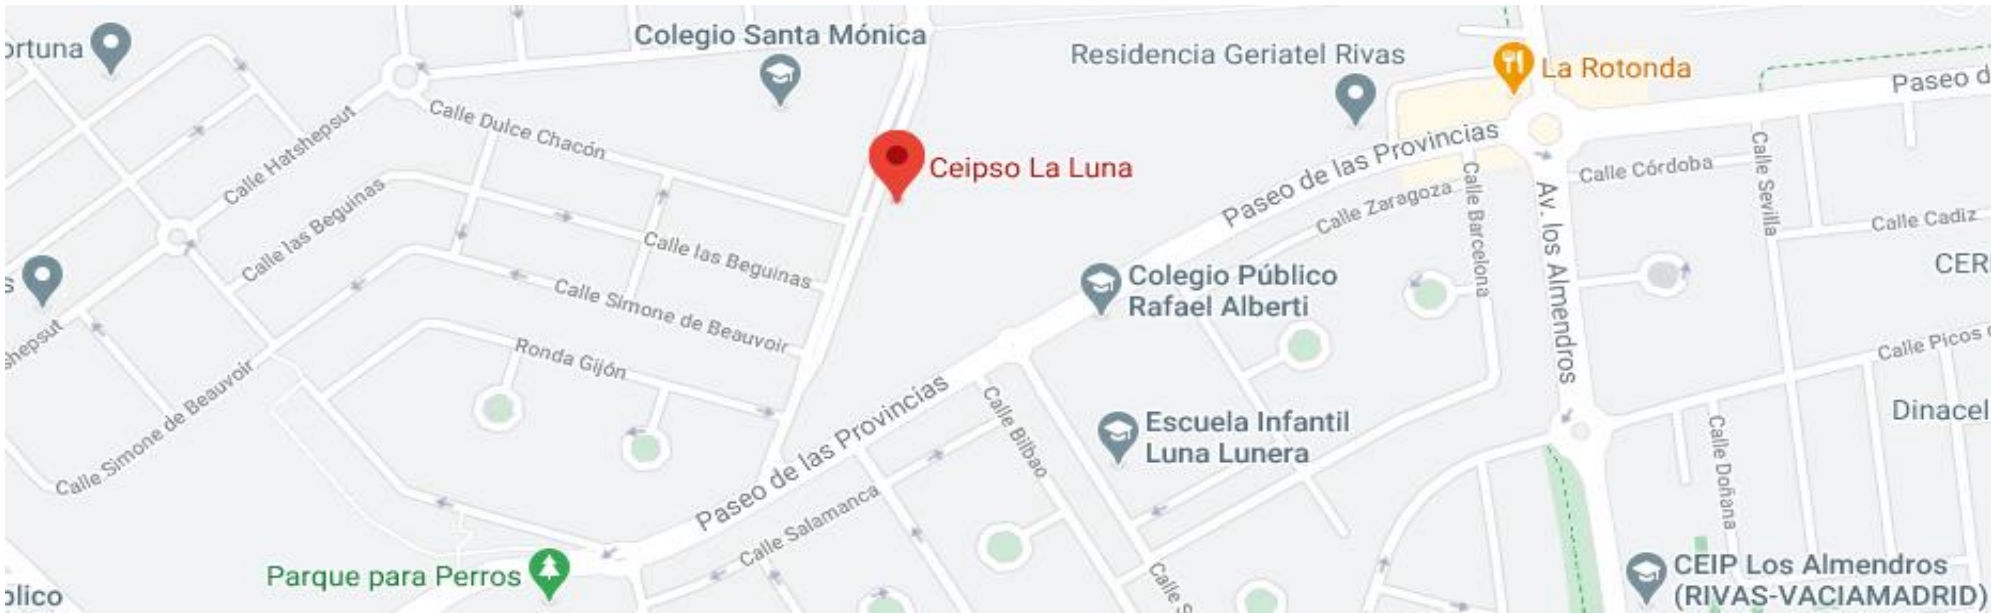 ortuna
Colegio Santa Mónica
Residencia Geriatel Rivas
La Rotonda
Paseo d
Calle Hatshepsut
Calle Dulce Chacón
Ceipso La Luna
Paseo de las Provincias
Calle Zaragoza
Calle Barcelona
Av. los Almendros
Calle Córdoba
Calle Sevilla
Calle Cadiz
Calle las Beguinas
Calle las Beguinas
s
Colegio Público
Rafael Alberti
CERI
Calle Simone de Beauvoir
shepsut
Ronda Gijón
Calle Picos
Calle Simone de Beauvoir
Paseo de las Provincias
Calle Bilbao
Escuela Infantil
Luna Lunera
Dinacel
Calle Doñana
Calle Salamanca
Parque para Perros
Calle S
CEIP Los Almendros
(RIVAS-VACIAMADRID)
blico